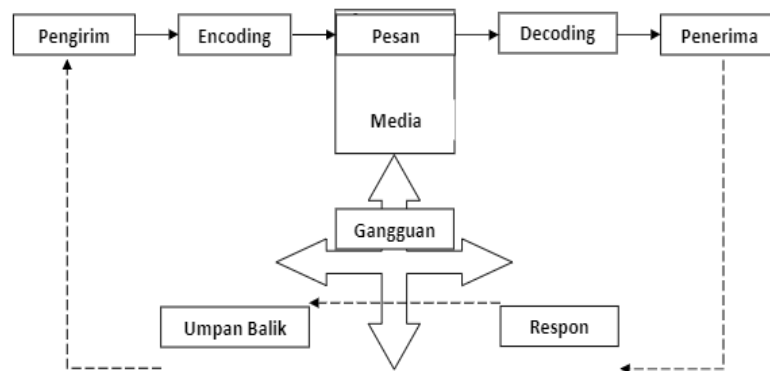 Pengirim
Encoding
Pesan
Decoding
Penerima
Media
Gangguan
Umpan Balik
Respon